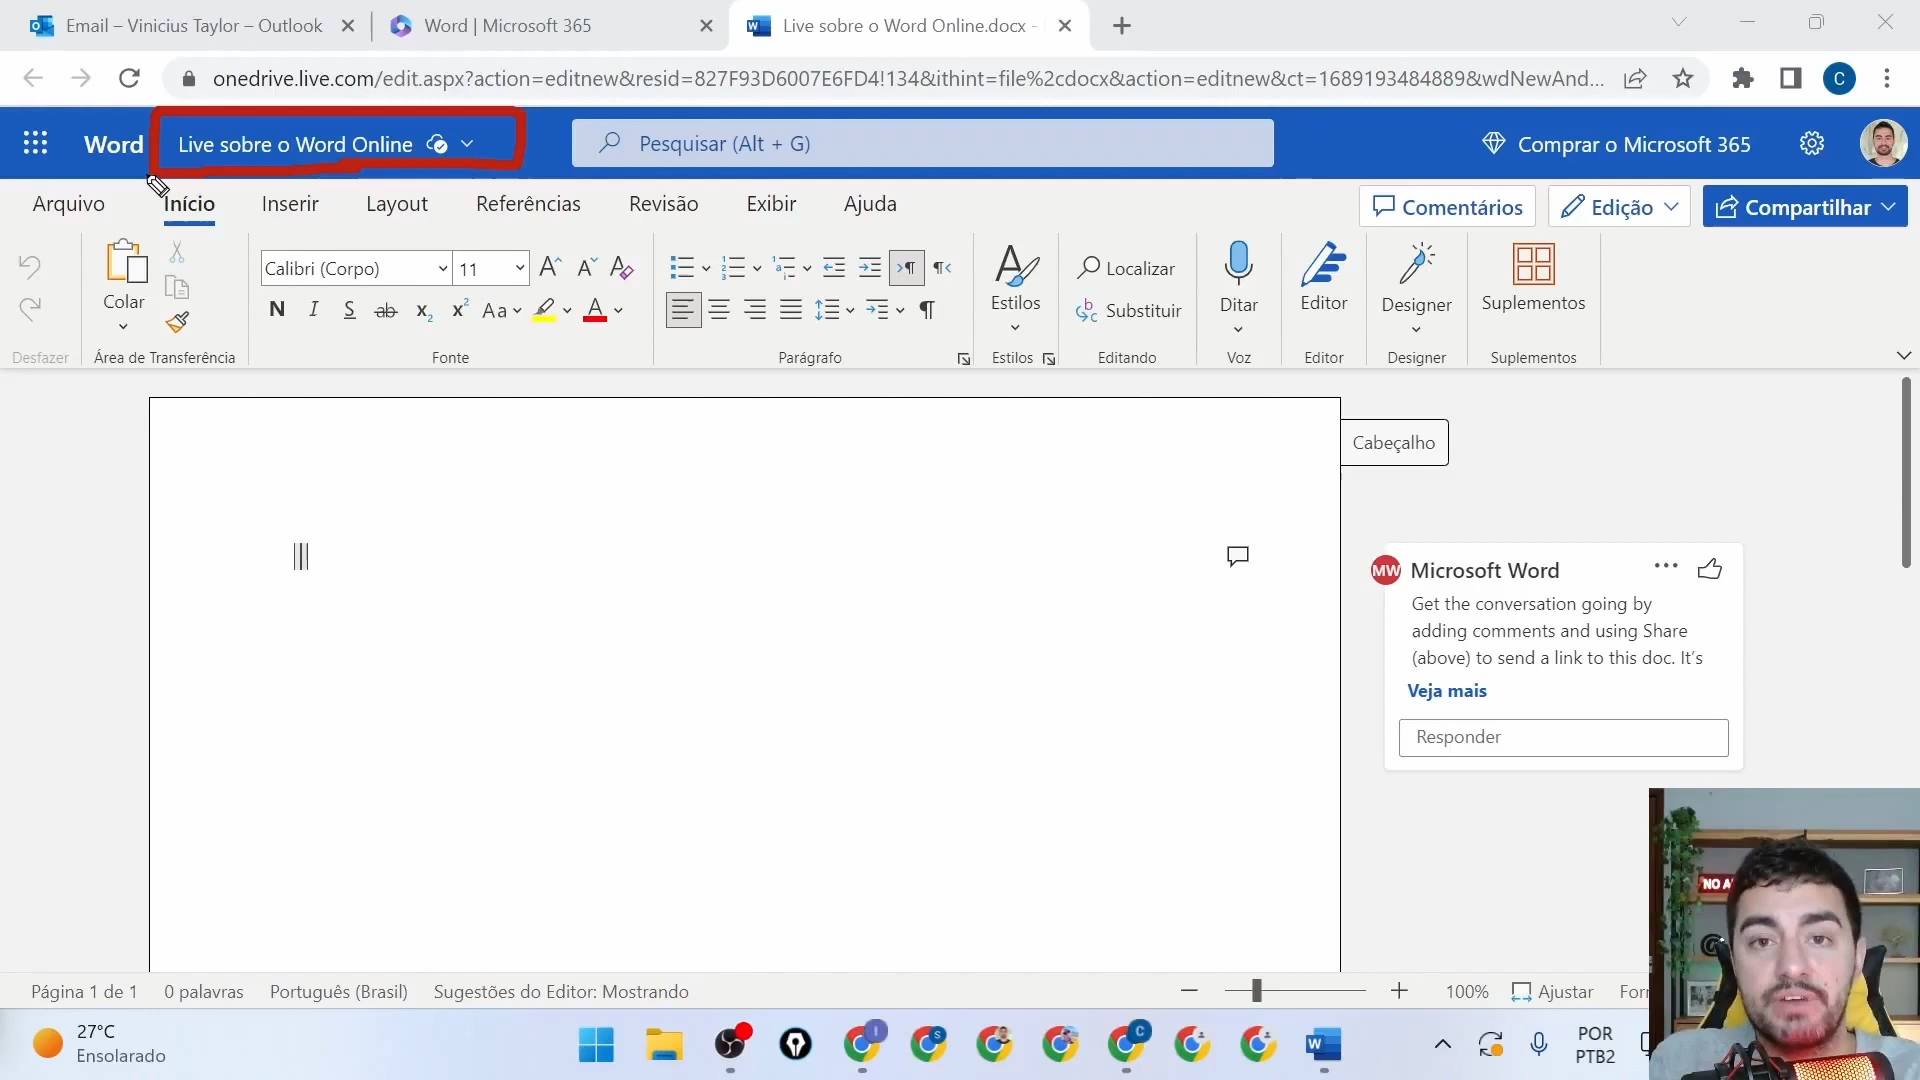 Email – Vinicius Taylor – Outlook
Word | Microsoft 365
Live sobre o Word Online.docx -
onedrive.live.com/edit.aspx?action=editnew&resid=827F93D6007E6FD4!134&ithint=file%2cdocx&action=editnew&ct=1689193484889&wdNewAnd...
C
Word
Live sobre o Word Online
Pesquisar (Alt + G)
Comprar o Microsoft 365
Arquivo
Início
Inserir
Layout
Referências
Revisão
Exibir
Ajuda
Comentários
Edição
Compartilhar
Colar
Calibri (Corpo)
11
N I S ab x₂ x² Aa A
Estilos
Localizar
Substituir
Ditar
Editor
Designer
Suplementos
Desfazer
Área de Transferência
Fonte
Parágrafo
Estilos
Editando
Voz
Editor
Designer
Suplementos
Cabeçalho
MW
Microsoft Word
Get the conversation going by
adding comments and using Share
(above) to send a link to this doc. It's
Veja mais
Responder
NO A
Página 1 de 1
0 palavras
Português (Brasil)
Sugestões do Editor: Mostrando
100%
Ajustar
27°C
Ensolarado
POR
PTB2